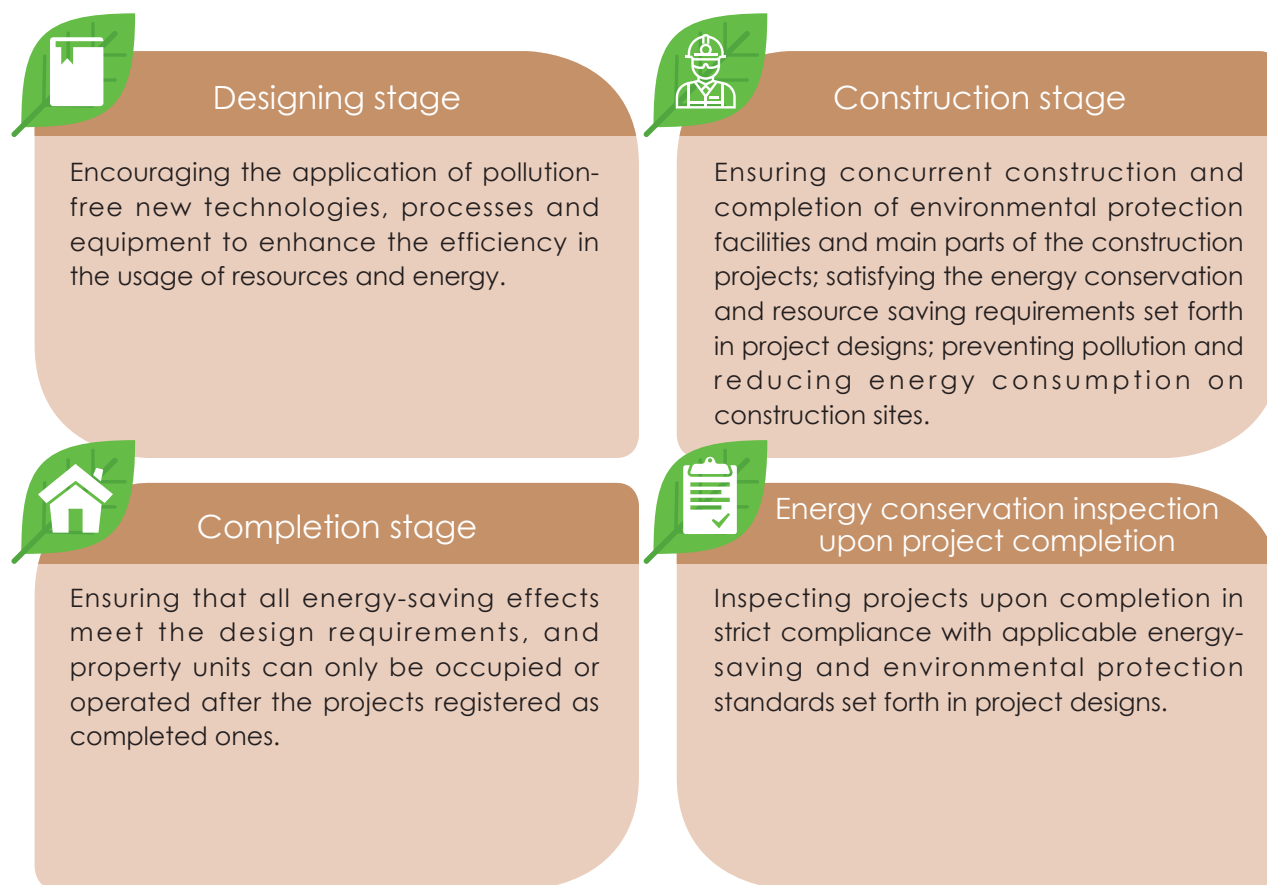 Designing stage
Encouraging the application of pollution-
free new technologies, processes and
equipment to enhance the efficiency in
the usage of resources and energy.
Construction stage
Ensuring concurrent construction and
completion of environmental protection
facilities and main parts of the construction
projects; satisfying the energy conservation
and resource saving requirements set forth
in project designs; preventing pollution and
reducing energy consumption on
construction sites.
Completion stage
Ensuring that all energy-saving effects
meet the design requirements, and
property units can only be occupied or
operated after the projects registered as
completed ones.
Energy conservation inspection
upon project completion
Inspecting projects upon completion in
strict compliance with applicable energy-
saving and environmental protection
standards set forth in project designs.